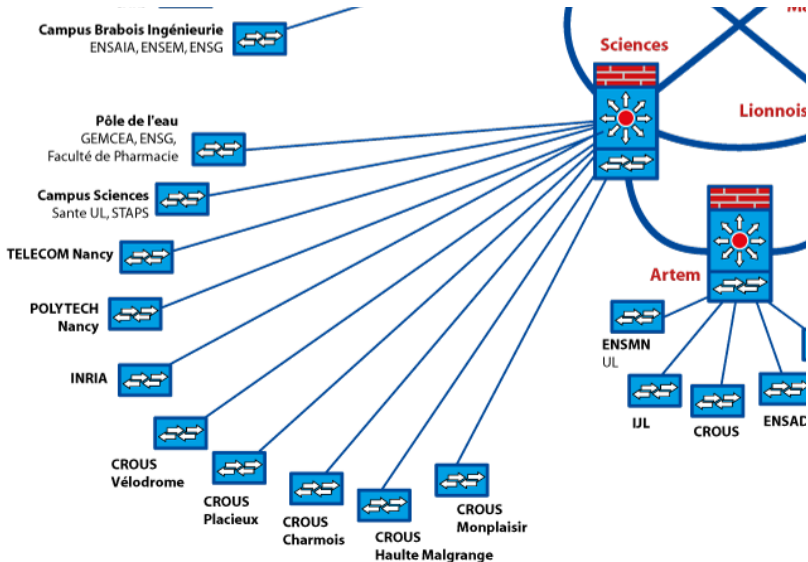 Campus Brabois Ingénieurie
ENSAIA, ENSEM, ENSG
Sciences
Pôle de l'eau
GEMCEA, ENSG,
Faculté de Pharmacie
Lionnois
Campus Sciences
Sante UL, STAPS
TELECOM Nancy
Artem
POLYTECH
Nancy
ENSMN
UL
INRIA
IJL
CROUS
ENSAD
CROUS
Vélodrome
CROUS
Placieux
CROUS
Charmois
CROUS
Haulte Malgrange
CROUS
Monplaisir